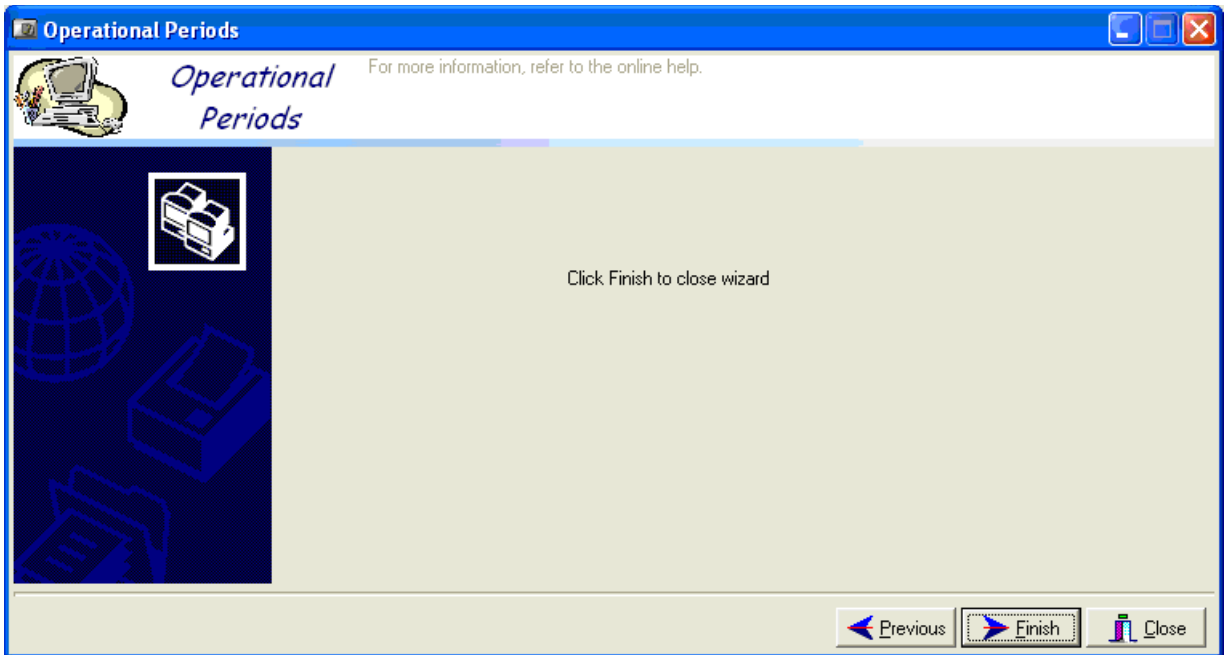 Operational Periods
Operational
Periods
For more information, refer to the online help.
Click Finish to close wizard
Previous
Finish
Close